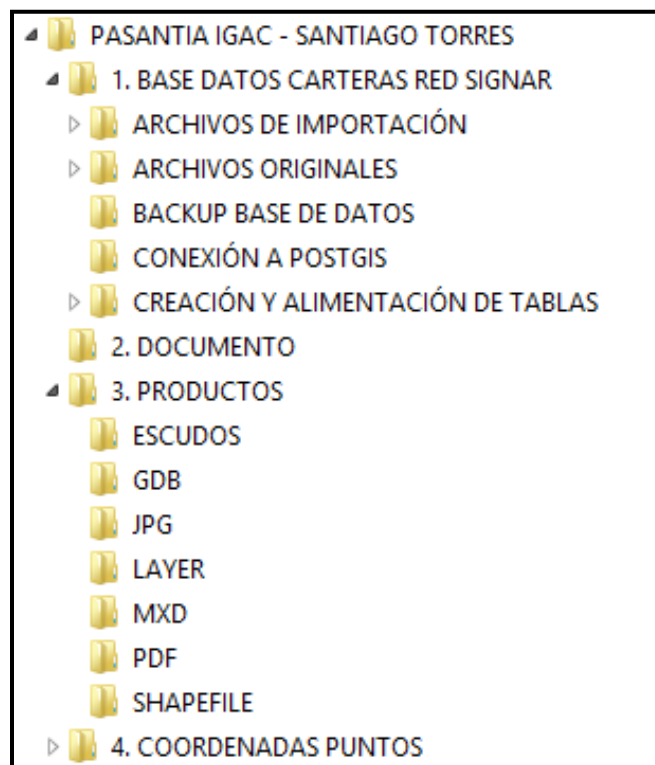 PASANTIA IGAC - SANTIAGO TORRES
1. BASE DATOS CARTERAS RED SIGNAR
ARCHIVOS DE IMPORTACIÓN
ARCHIVOS ORIGINALES
BACKUP BASE DE DATOS
CONEXIÓN A POSTGIS
CREACIÓN Y ALIMENTACIÓN DE TABLAS
2. DOCUMENTO
3. PRODUCTOS
ESCUDOS
GDB
JPG
LAYER
MXD
PDF
SHAPEFILE
4. COORDENADAS PUNTOS